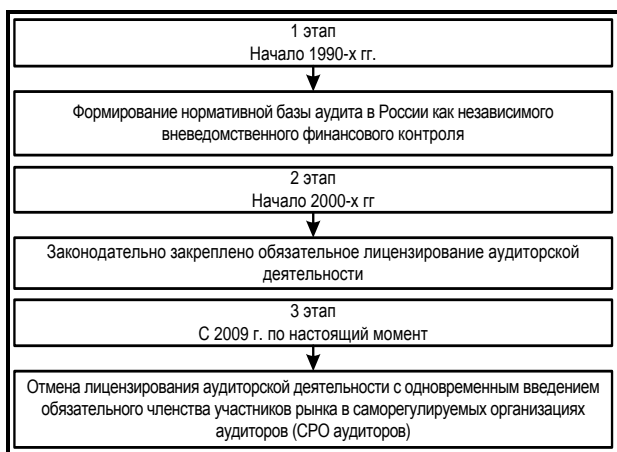 1 этап
Начало 1990-х гг.
Формирование нормативной базы аудита в России как независимого
вневедомственного финансового контроля
2 этап
Начало 2000-х гг
Законодательно закреплено обязательное лицензирование аудиторской
деятельности
3 этап
С 2009 г. по настоящий момент
Отмена лицензирования аудиторской деятельности с одновременным введением
обязательного членства участников рынка в саморегулируемых организациях
аудиторов (СРО аудиторов)